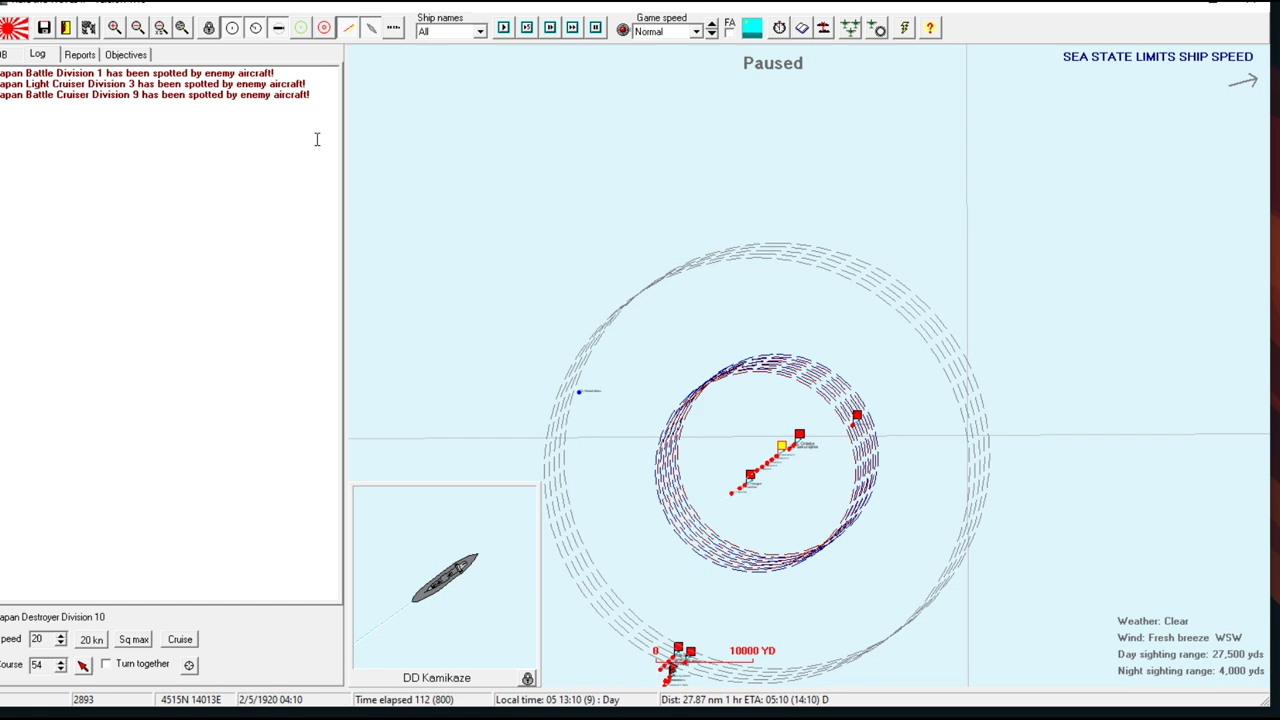 Ship names
Game speed
All
Normal
FA
Log
Reports
Objectives
Paused
SEA STATE LIMITS SHIP SPEED
apan Battle Division 1 has been spotted by enemy aircraft!
apan Light Cruiser Division 3 has been spotted by enemy aircraft!
apan Battle Cruiser Division 9 has been spotted by enemy aircraft!
0
10000 YD
apan Destroyer Division 10
peed
20
20 kn
Sq max
Cruise
ourse
54
Turn together
DD Kamikaze
Weather: Clear
Wind: Fresh breeze WSW
Day sighting range: 27,500 yds
Night sighting range: 4,000 yds
2893
4515N 14013E
2/5/1920 04:10
Time elapsed 112 (800)
Local time: 05 13:10 (9) : Day
Dist: 27.87 nm 1 hr ETA: 05:10 (14:10) D